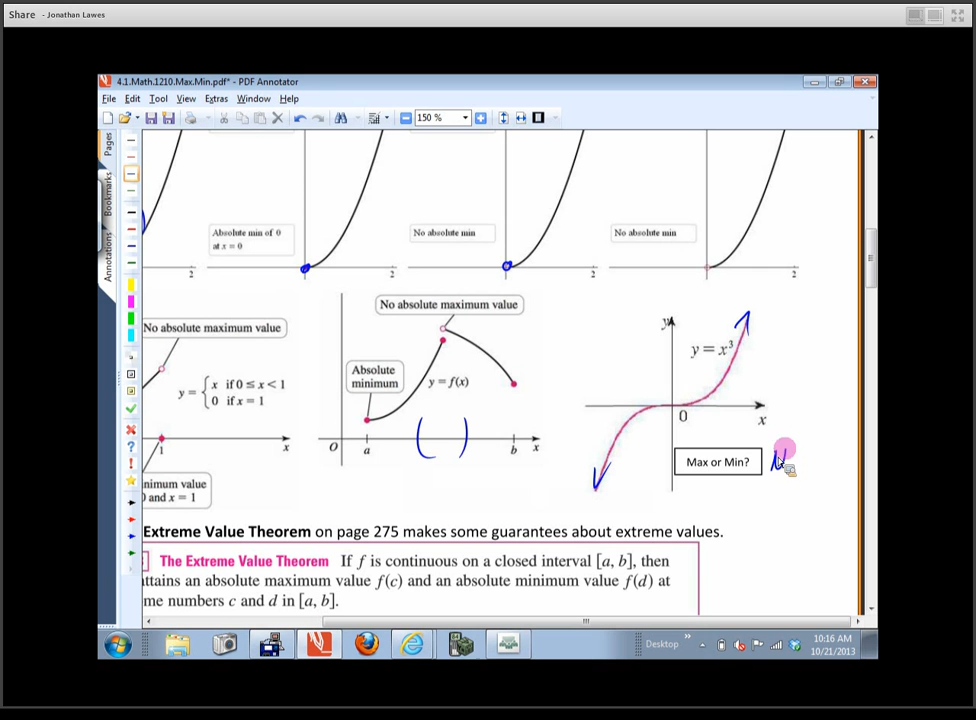 Share - Jonathan Lawes
4.1.Math.1210.Max.Min.pdf* - PDF Annotator
File Edit Tool View Extras Window Help
150 %
Pages
Bookmarks
Annotations
Absolute min of 0
at x = 0
No absolute min
No absolute min
2
2
2
2
No absolute maximum value
y = { x if 0 ≤ x < 1
0 if x = 1
1
x
nimum value
) and x = 1
No absolute maximum value
Absolute
minimum
y = f(x)
( )
O a b x
y
y = x³
0
x
Max or Min?
N
Extreme Value Theorem on page 275 makes some guarantees about extreme values.
The Extreme Value Theorem If f is continuous on a closed interval [a, b], then
ttains an absolute maximum value f(c) and an absolute minimum value f(d) at
me numbers c and d in [a, b].
Desktop
10:16 AM
10/21/2013